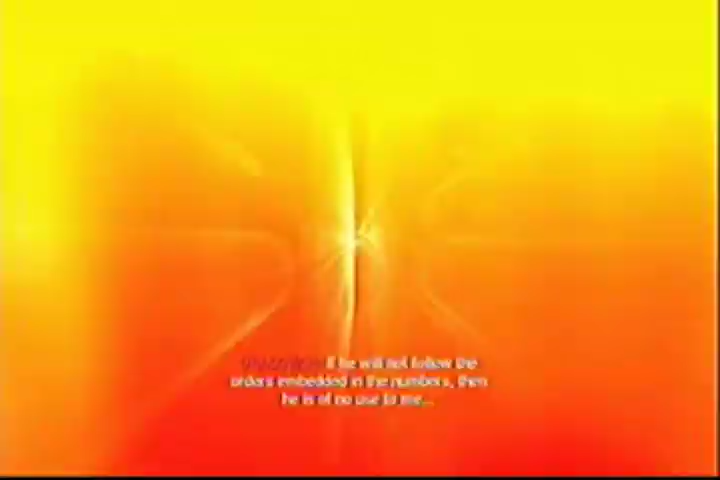 If he will not follow the
orders embedded in the numbers, then
he is of no use to me...